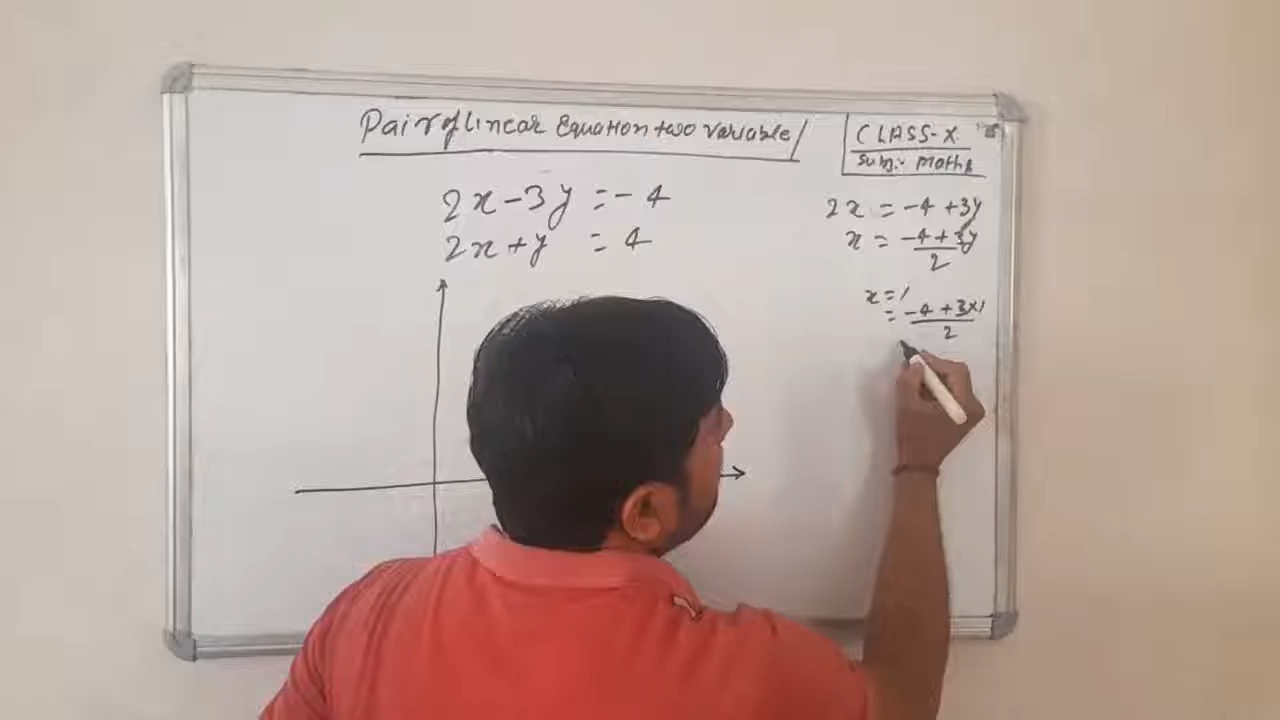 Pair of linear Equation two variable
CLASS-X
Subj:- maths
2x - 3y = - 4
2x + y = 4
2x = -4 + 3y
x = -4 + 3y
2
x = 1
= -4 + 3×1
2